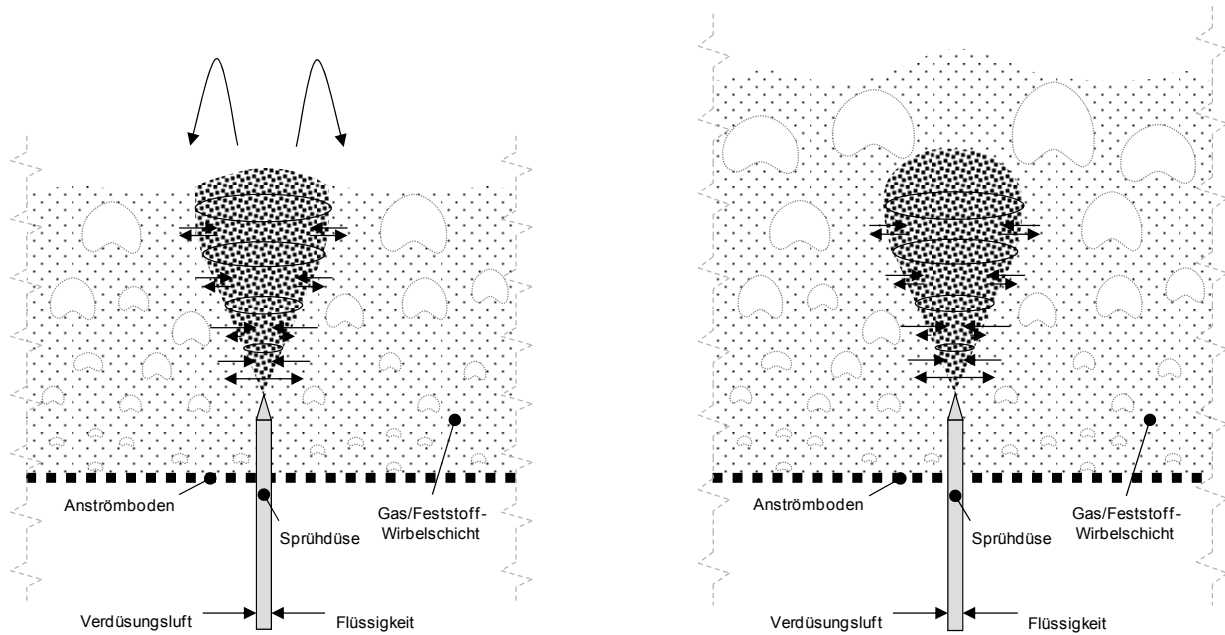 Anströmboden
Sprühdüse
Gas/Feststoff-
Wirbelschicht
Verdüsungsluft
Flüssigkeit
Anströmboden
Sprühdüse
Gas/Feststoff-
Wirbelschicht
Verdüsungsluft
Flüssigkeit